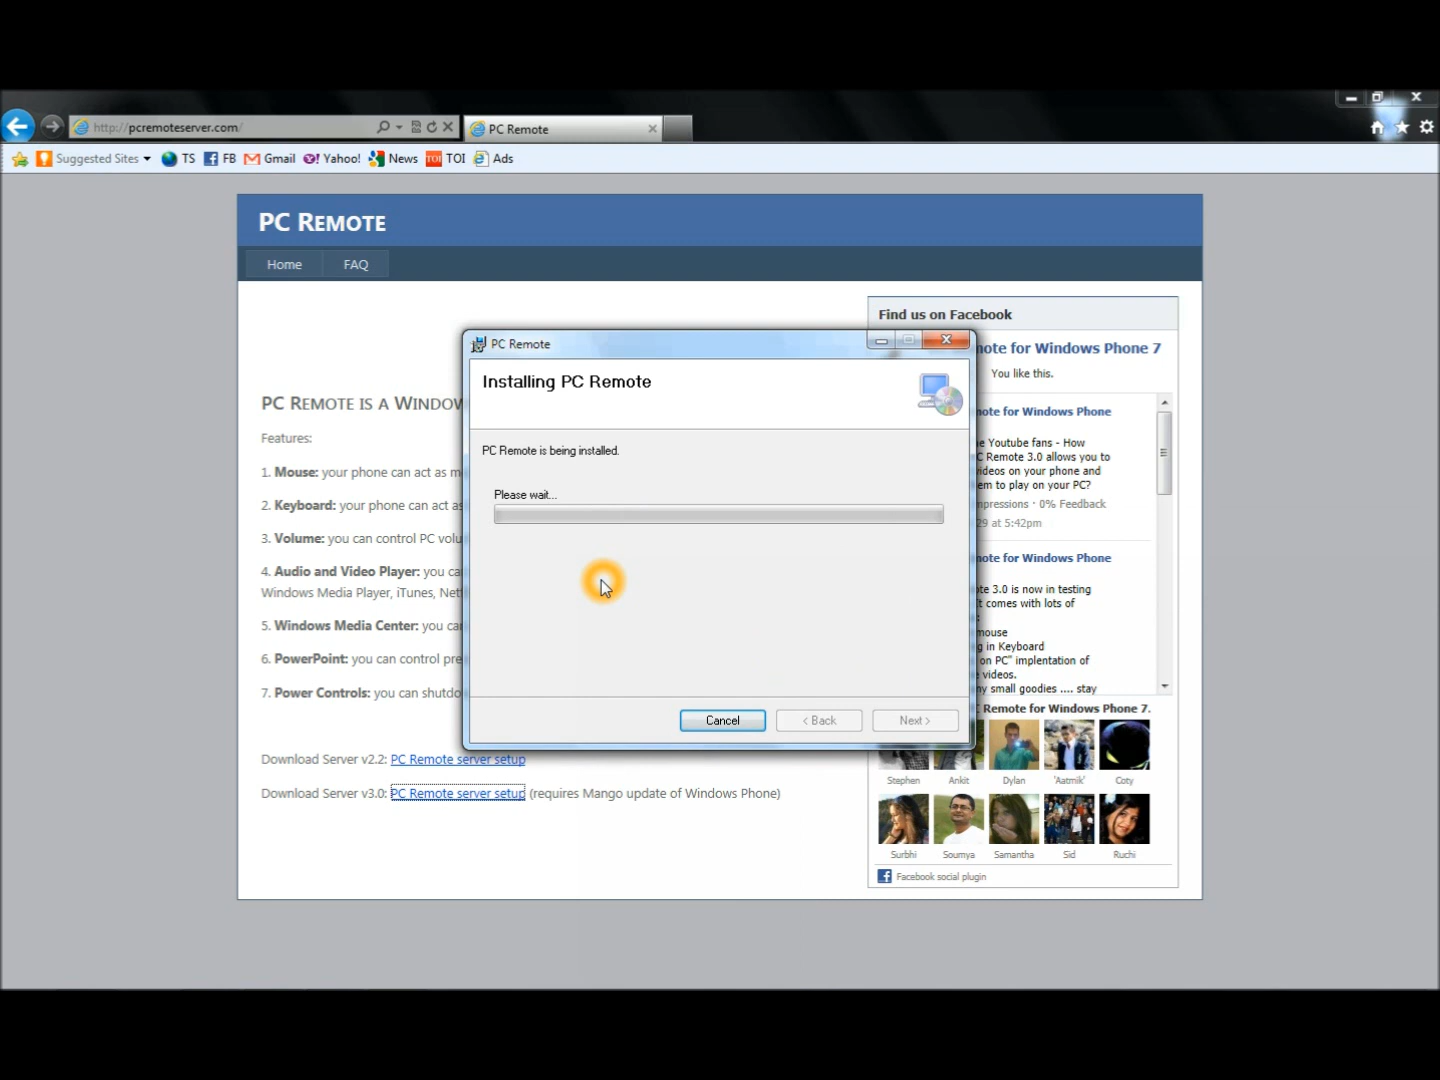 http://pcremoteserver.com/
PC Remote
Suggested Sites
TS
FB
Gmail
Yahoo!
News
TOI
TOI
Ads
PC REMOTE
Home
FAQ
Find us on Facebook
note for Windows Phone 7
You like this.
PC REMOTE IS A WINDOW
Features:
1. Mouse: your phone can act as m
2. Keyboard: your phone can act as
3. Volume: you can control PC volu
4. Audio and Video Player: you ca
Windows Media Player, iTunes, Net
5. Windows Media Center: you ca
6. PowerPoint: you can control pre
7. Power Controls: you can shutdo
Download Server v2.2: PC Remote server setup
Download Server v3.0: PC Remote server setup (requires Mango update of Windows Phone)
PC Remote
Installing PC Remote
PC Remote is being installed.
Please wait...
Cancel
< Back
Next >
note for Windows Phone
e Youtube fans - How
C Remote 3.0 allows you to
videos on your phone and
em to play on your PC?
mpressions · 0% Feedback
29 at 5:42pm
note for Windows Phone
te 3.0 is now in testing
t comes with lots of
:
mouse
g in Keyboard
on PC" implentation of
videos.
ny small goodies .... stay
Remote for Windows Phone 7.
Stephen
Ankit
Dylan
'Aatmik'
Coty
Surbhi
Soumya
Samantha
Sid
Ruchi
Facebook social plugin